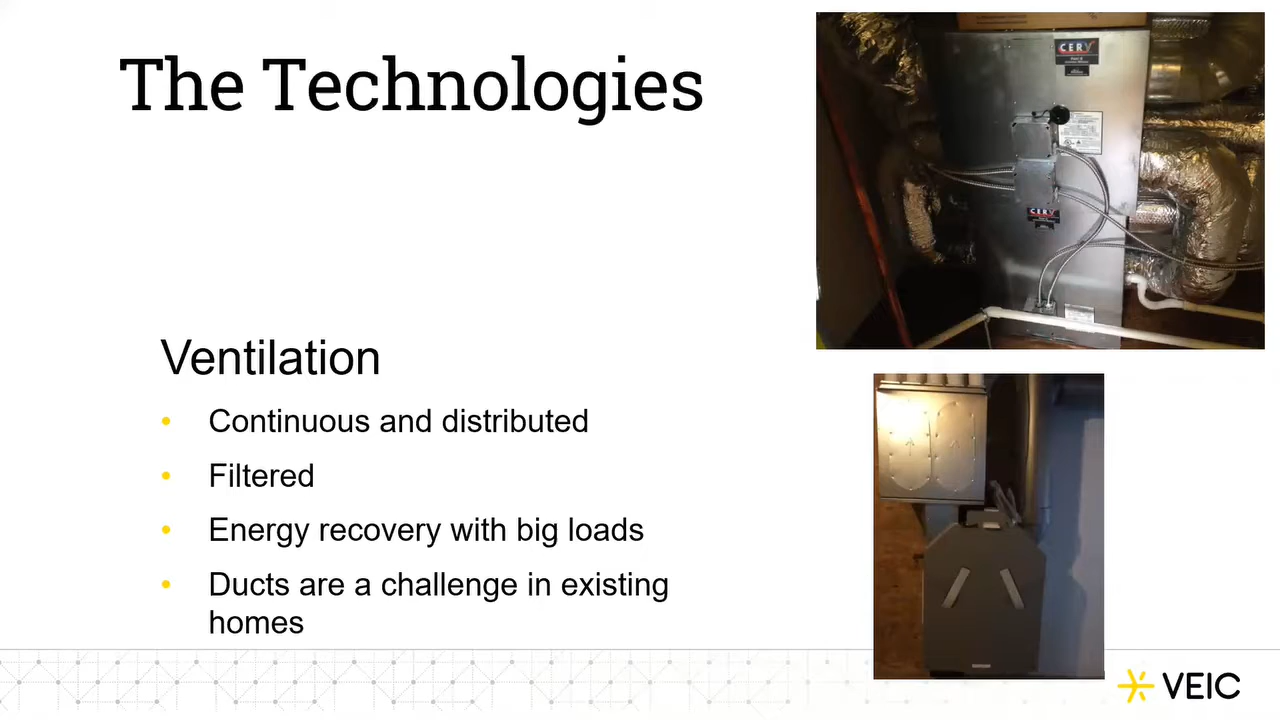 The Technologies
CERV
CERV
Ventilation
• Continuous and distributed
• Filtered
• Energy recovery with big loads
• Ducts are a challenge in existing
homes
VEIC